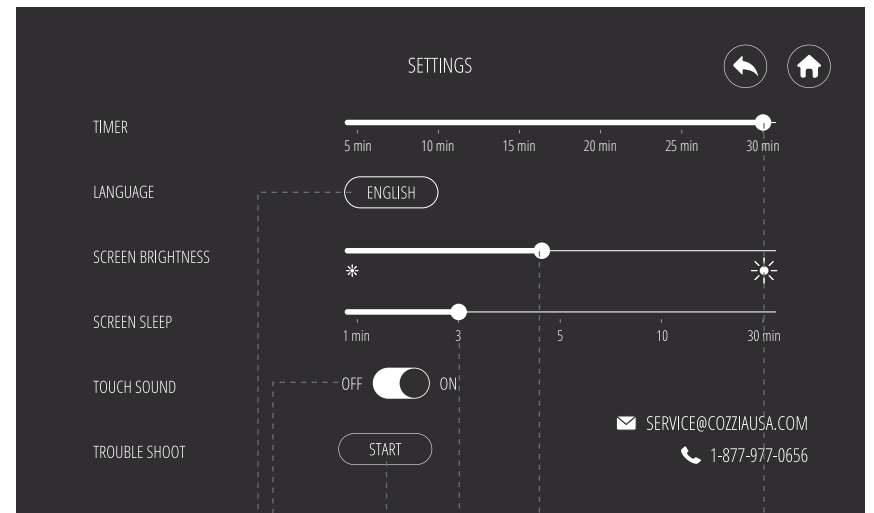 SETTINGS
TIMER
5 min 10 min 15 min 20 min 25 min 30 min
LANGUAGE ENGLISH
SCREEN BRIGHTNESS
SCREEN SLEEP
1 min 3 5 10 30 min
TOUCH SOUND OFF ON
SERVICE@COZZIAUSA.COM
TROUBLE SHOOT START 1-877-977-0656